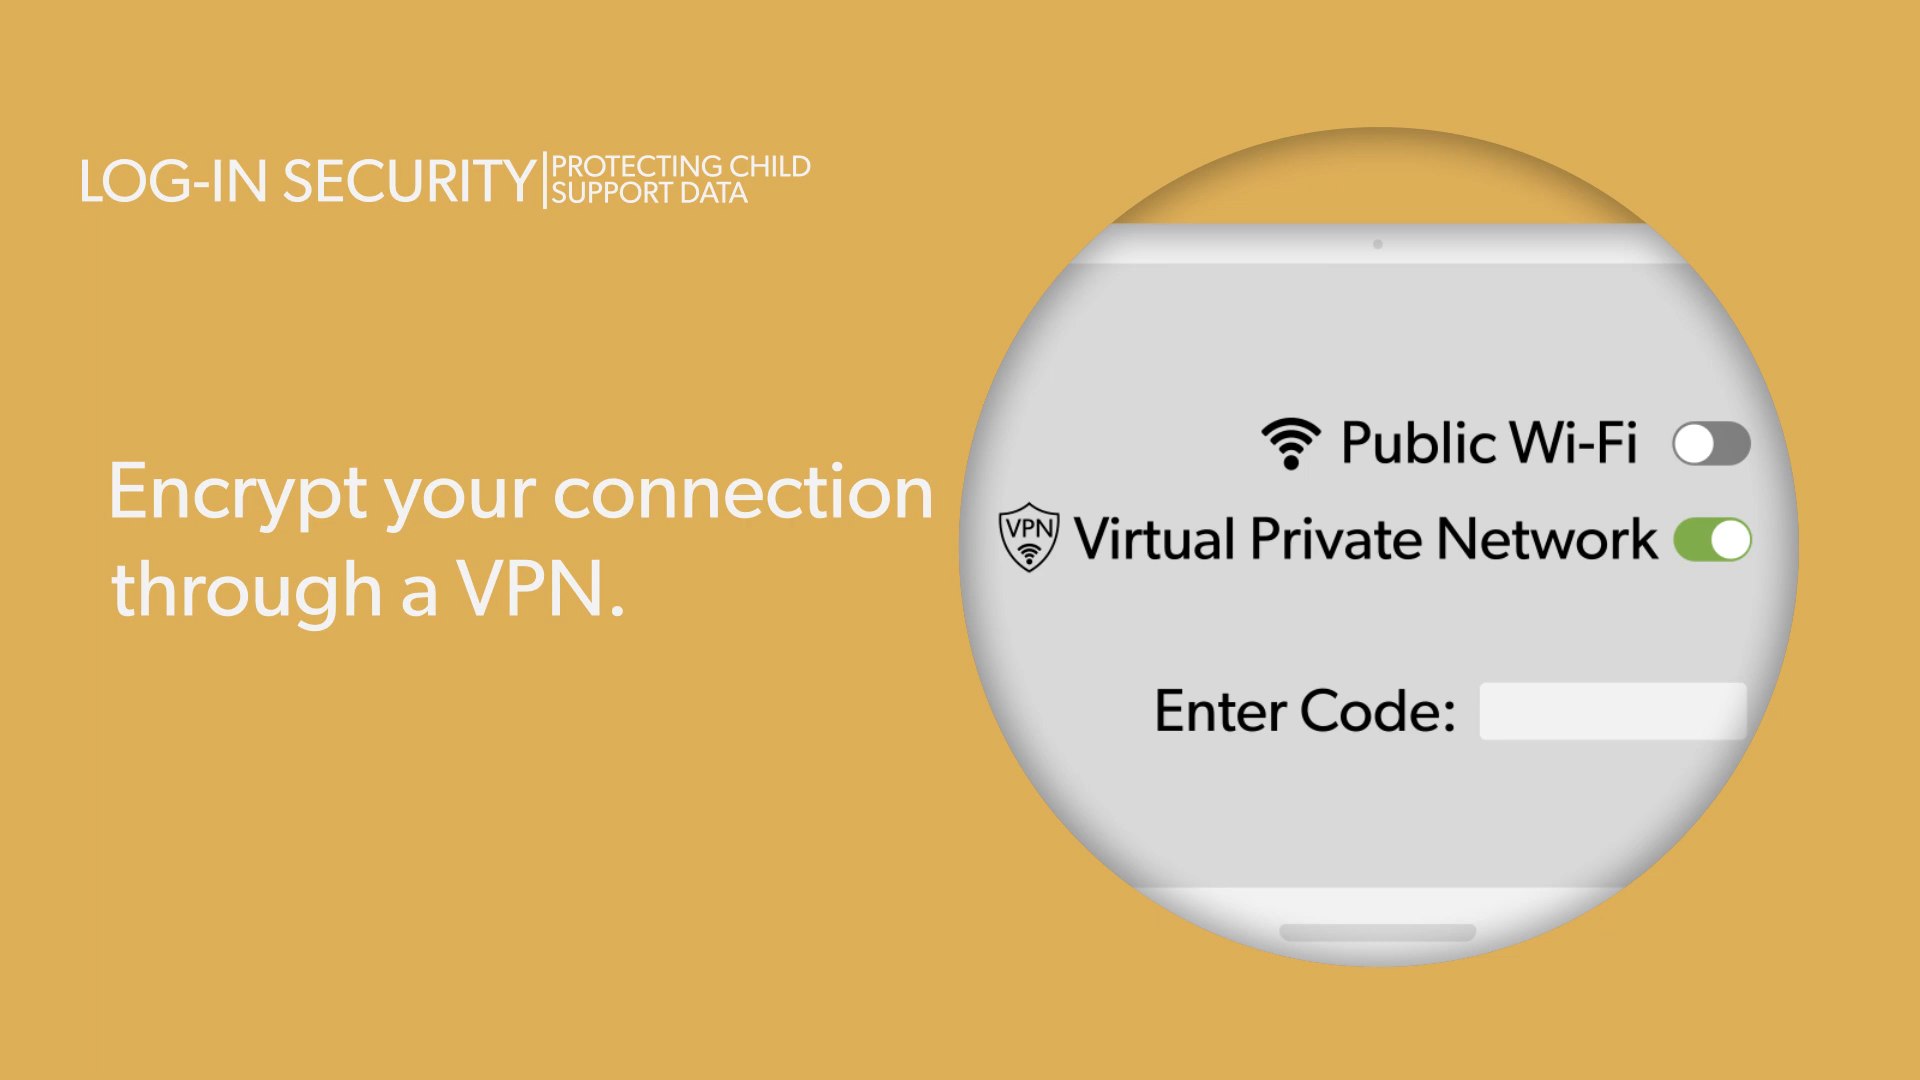 LOG-IN SECURITY
PROTECTING CHILD
SUPPORT DATA
Encrypt your connection
through a VPN.
Public Wi-Fi
VPN
Virtual Private Network
Enter Code: